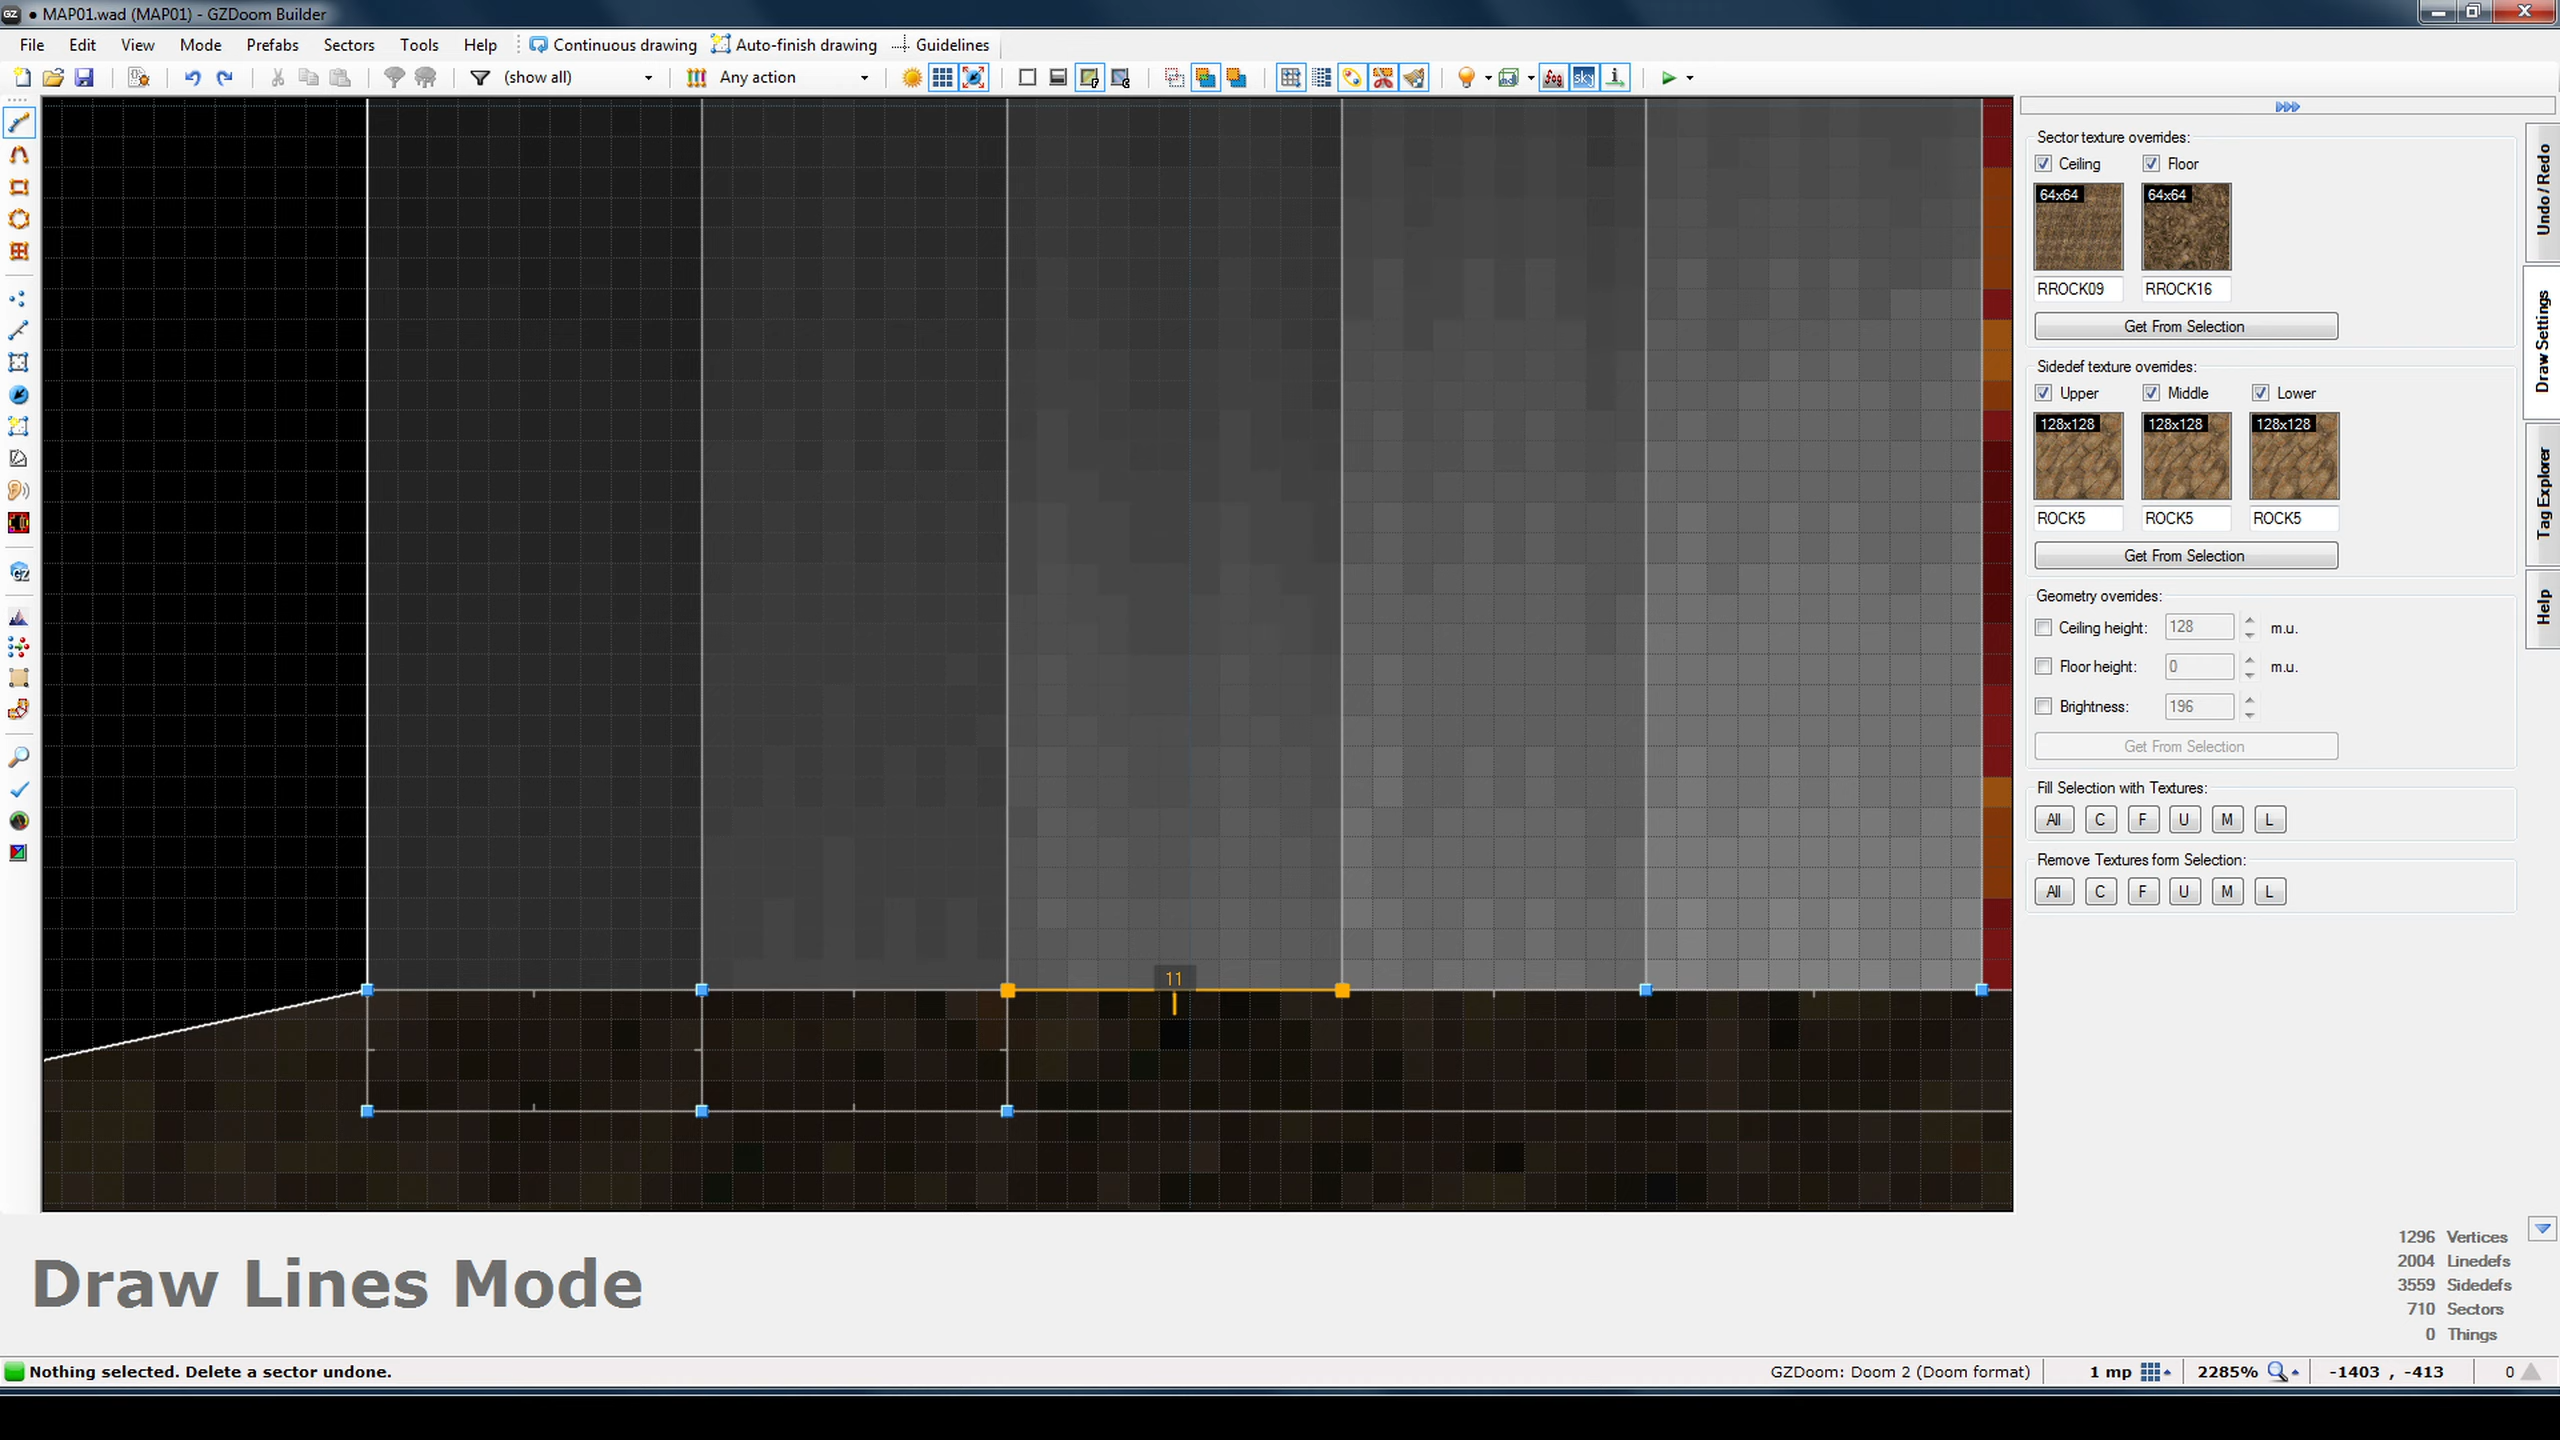 GZ • MAP01.wad (MAP01) - GZDoom Builder
File Edit View Mode Prefabs Sectors Tools Help Continuous drawing Auto-finish drawing Guidelines
(show all) Any action fog sky
Sector texture overrides:
Ceiling Floor
64x64 64x64
RROCK09 RROCK16
Get From Selection
Sidedef texture overrides:
Upper Middle Lower
128x128 128x128 128x128
ROCK5 ROCK5 ROCK5
Get From Selection
Geometry overrides:
Ceiling height: 128 m.u.
Floor height: 0 m.u.
Brightness: 196
Get From Selection
Fill Selection with Textures:
All C F U M L
Remove Textures form Selection:
All C F U M L
Undo / Redo
Draw Settings
Tag Explorer
Help
GZ
11
Draw Lines Mode
1296 Vertices
2004 Linedefs
3559 Sidedefs
710 Sectors
0 Things
Nothing selected. Delete a sector undone. GZDoom: Doom 2 (Doom format) 1 mp 2285% -1403 , -413 0